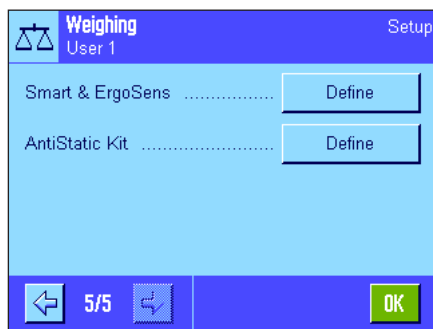 Weighing Setup
User 1
Smart & ErgoSens ................ Define
AntiStatic Kit ........................ Define
5/5 OK